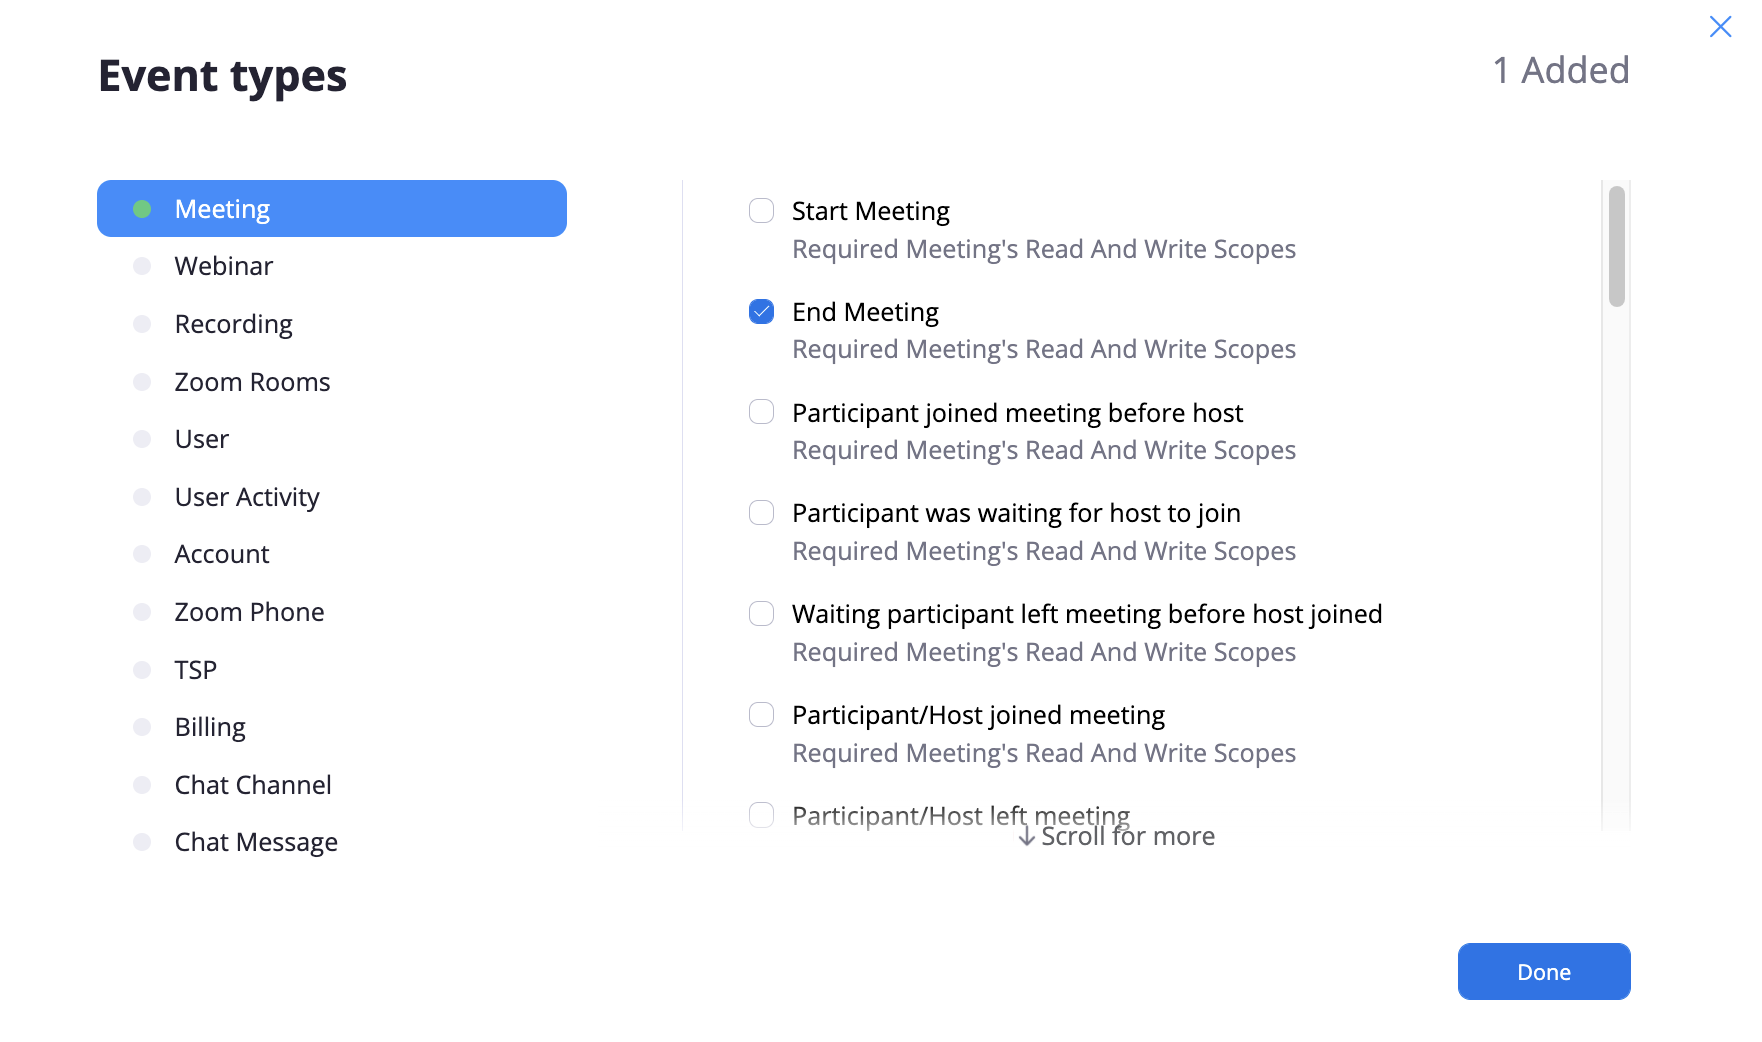 Event types
1 Added
Meeting
Webinar
Recording
Zoom Rooms
User
User Activity
Account
Zoom Phone
TSP
Billing
Chat Channel
Chat Message
Start Meeting
Required Meeting's Read And Write Scopes
End Meeting
Required Meeting's Read And Write Scopes
Participant joined meeting before host
Required Meeting's Read And Write Scopes
Participant was waiting for host to join
Required Meeting's Read And Write Scopes
Waiting participant left meeting before host joined
Required Meeting's Read And Write Scopes
Participant/Host joined meeting
Required Meeting's Read And Write Scopes
Participant/Host left meeting
Scroll for more
Done